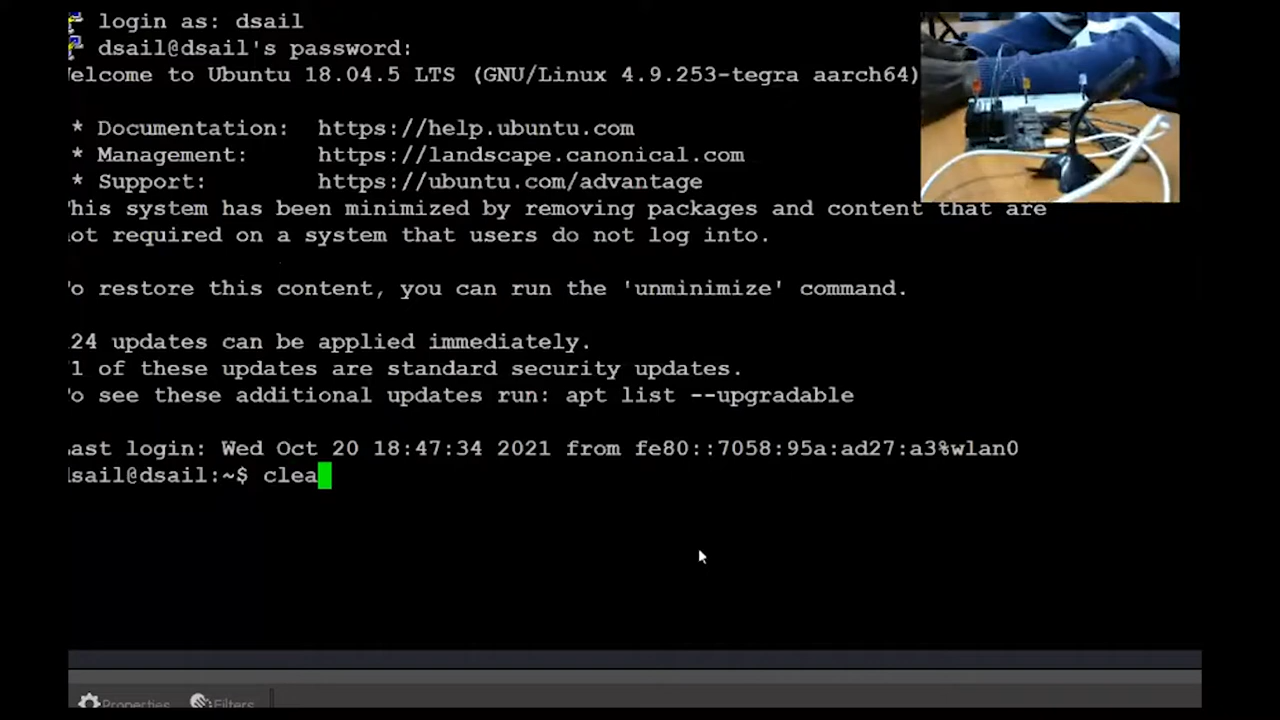 login as: dsail
dsail@dsail's password:
elcome to Ubuntu 18.04.5 LTS (GNU/Linux 4.9.253-tegra aarch64)
* Documentation: https://help.ubuntu.com
* Management: https://landscape.canonical.com
* Support: https://ubuntu.com/advantage
his system has been minimized by removing packages and content that are
ot required on a system that users do not log into.
o restore this content, you can run the 'unminimize' command.
24 updates can be applied immediately.
1 of these updates are standard security updates.
o see these additional updates run: apt list --upgradable
ast login: Wed Oct 20 18:47:34 2021 from fe80::7058:95a:ad27:a3%wlan0
dsail@dsail:~$ clea
Properties Filters